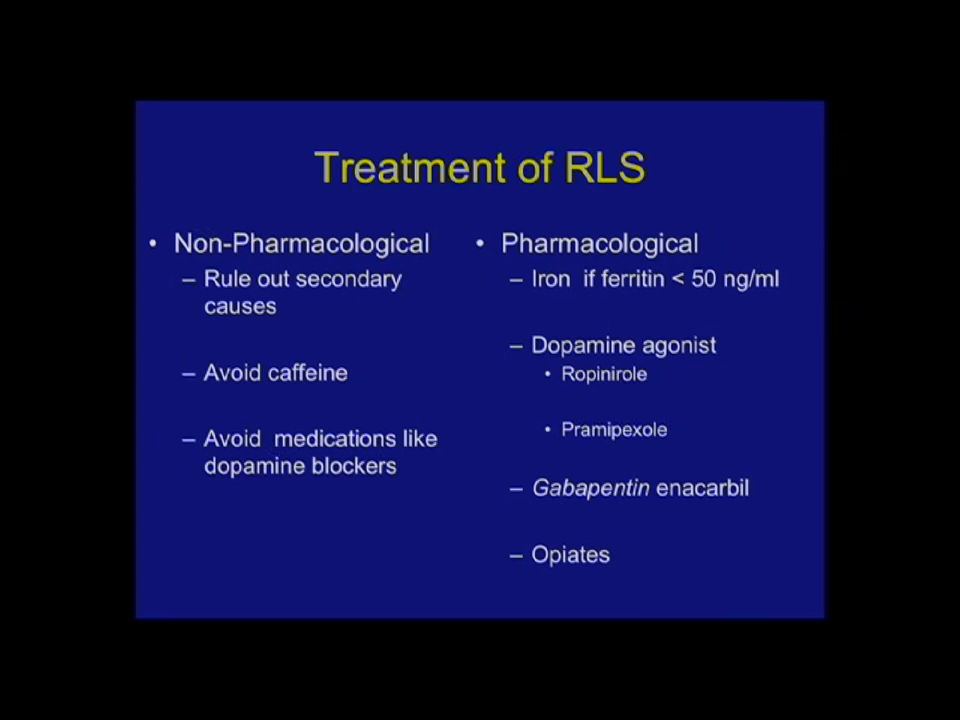 Treatment of RLS
• Non-Pharmacological
– Rule out secondary
causes
– Avoid caffeine
– Avoid medications like
dopamine blockers
• Pharmacological
– Iron if ferritin < 50 ng/ml
– Dopamine agonist
• Ropinirole
• Pramipexole
– Gabapentin enacarbil
– Opiates